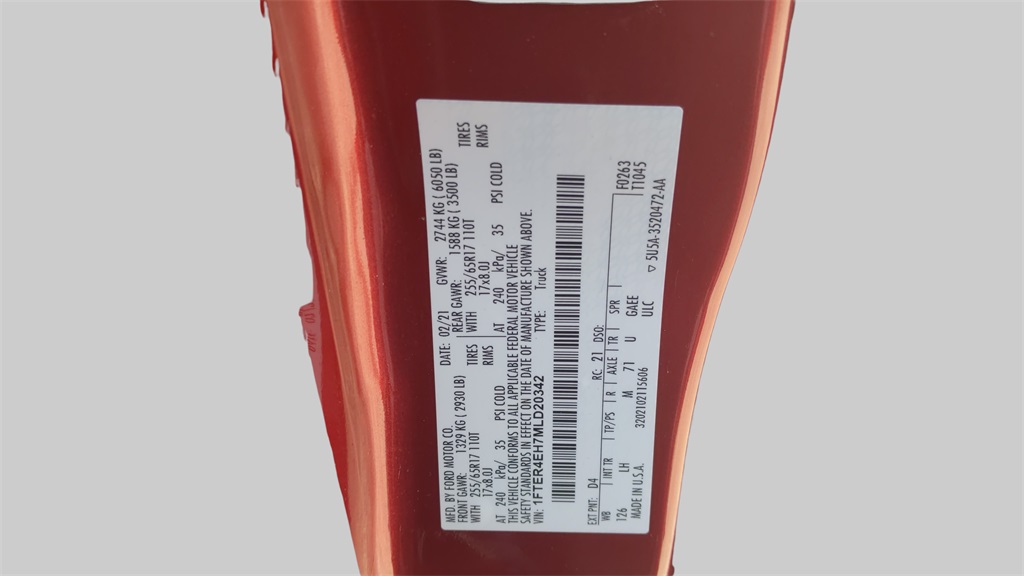 MFD. BY FORD MOTOR CO. DATE: 02/21 GVWR: 2744 KG ( 6050 LB)
FRONT GAWR: 1329 KG ( 2930 LB) REAR GAWR: 1588 KG ( 3500 LB)
WITH 255/65R17 110T TIRES WITH 255/65R17 110T TIRES
17x8.0J RIMS 17x8.0J RIMS
AT 240 kPa/ 35 PSI COLD AT 240 kPa/ 35 PSI COLD
THIS VEHICLE CONFORMS TO ALL APPLICABLE FEDERAL MOTOR VEHICLE
SAFETY STANDARDS IN EFFECT ON THE DATE OF MANUFACTURE SHOWN ABOVE.
VIN: 1FTER4EH7MLD20342 TYPE: Truck
EXT PNT: D4 RC: 21 DSO: F0263
WB INT TR TP/PS R AXLE TR SPR T1045
126 LH M 71 U GAEE
ULC
MADE IN U.S.A. 3202102115606 ▽ 5U5A-3520472-AA